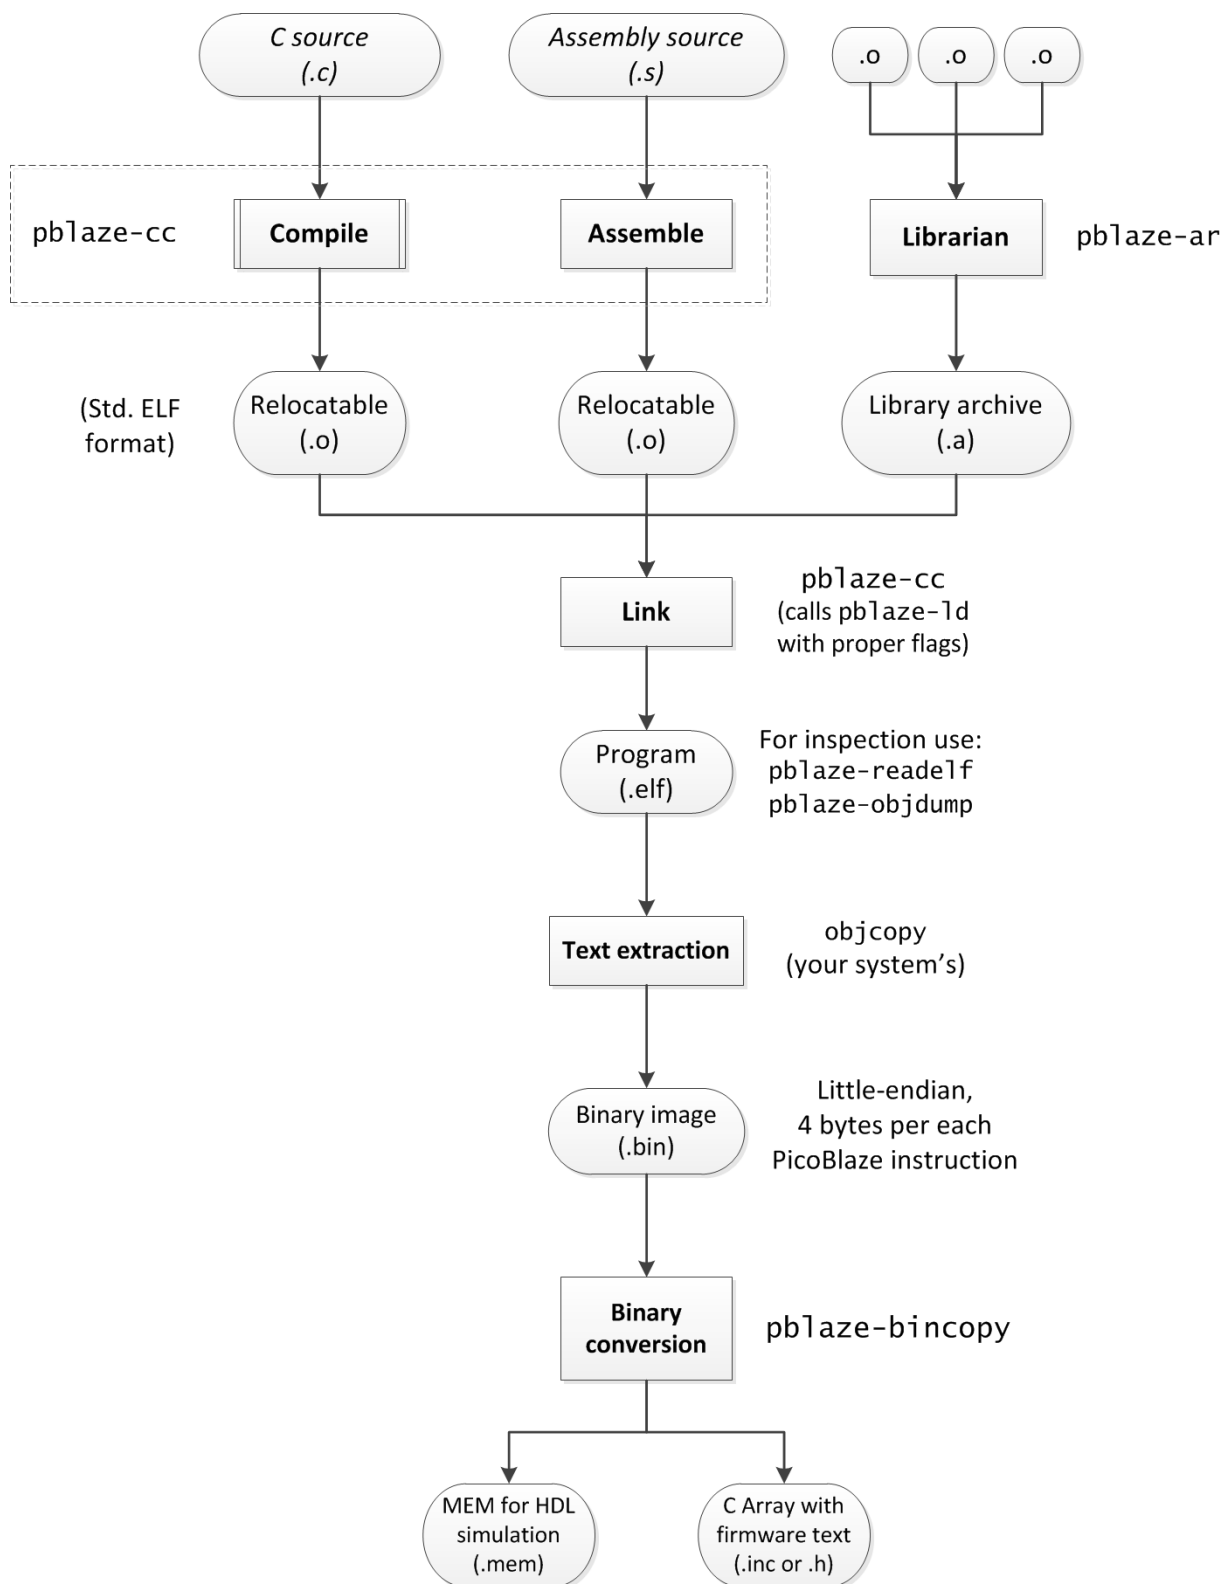 C source
(.c)
Assembly source
(.s)
.o
.o
.o
pblaze-cc
Compile
Assemble
Librarian
pblaze-ar
(Std. ELF
format)
Relocatable
(.o)
Relocatable
(.o)
Library archive
(.a)
Link
pblaze-cc
(calls pblaze-ld
with proper flags)
Program
(.elf)
For inspection use:
pblaze-readelf
pblaze-objdump
Text extraction
objcopy
(your system’s)
Binary image
(.bin)
Little-endian,
4 bytes per each
PicoBlaze instruction
Binary
conversion
pblaze-bincopy
MEM for HDL
simulation
(.mem)
C Array with
firmware text
(.inc or .h)